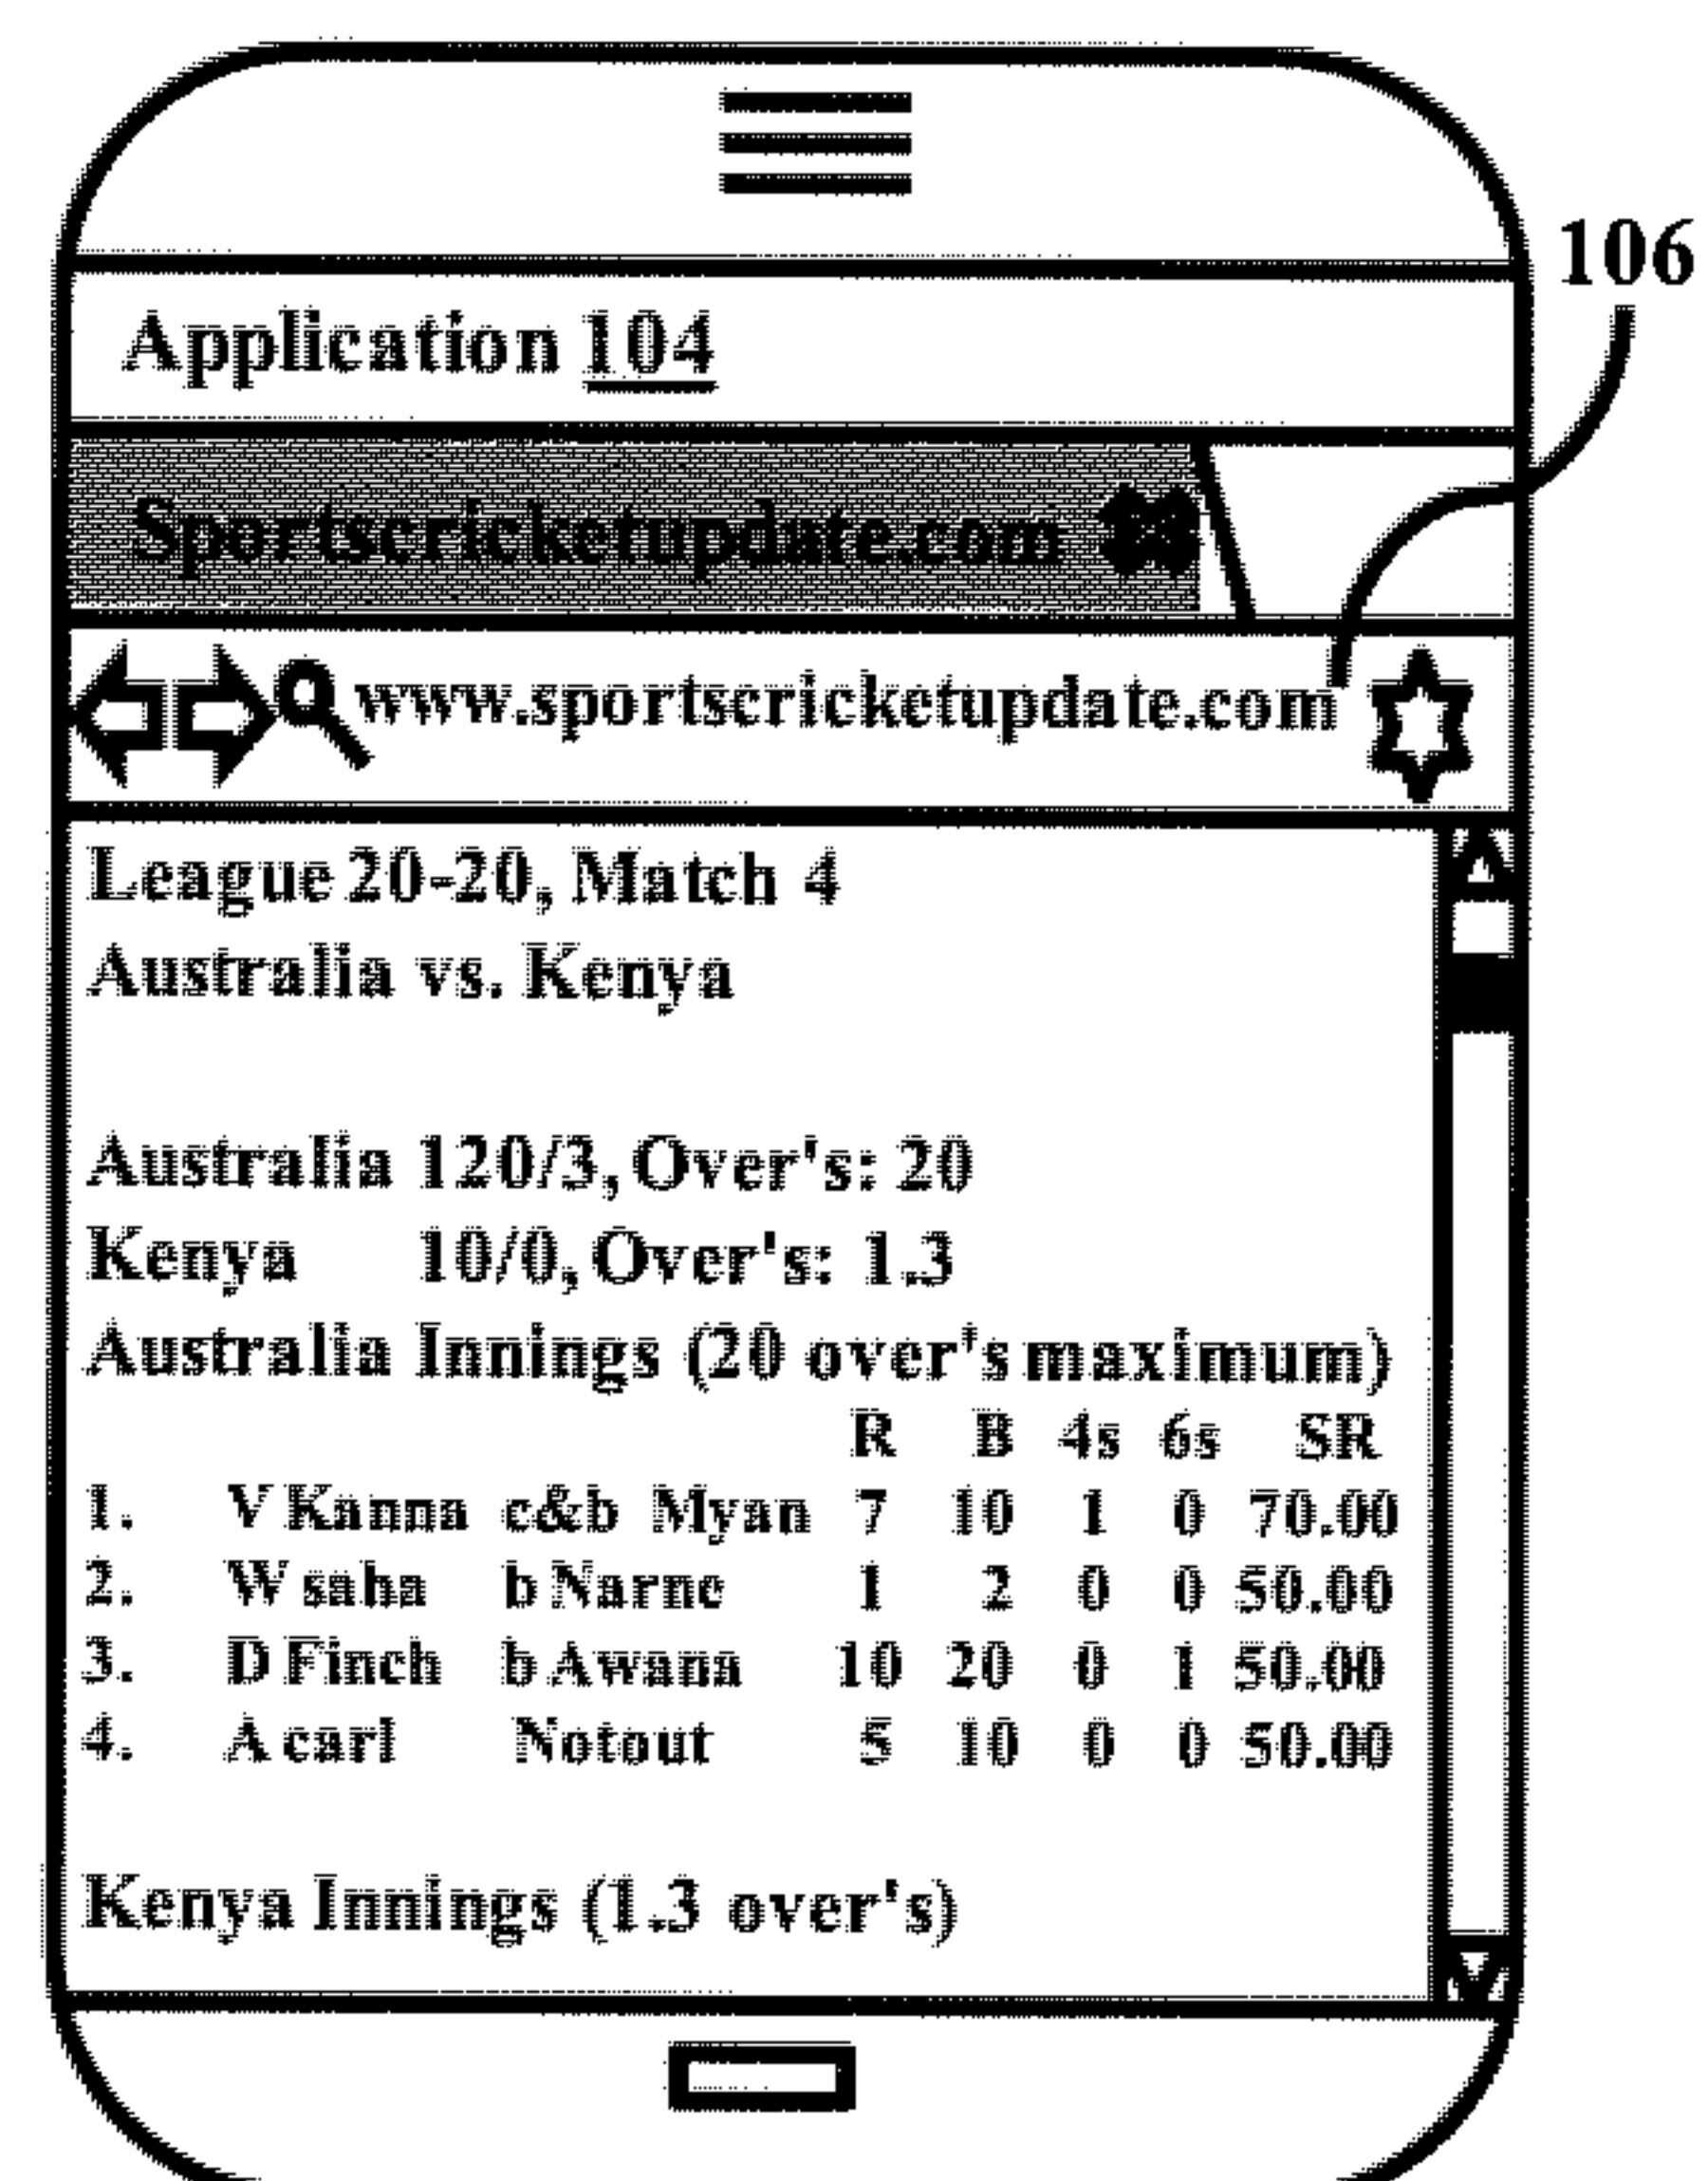 106
Application 104
Sportscricketupdate.com
www.sportscricketupdate.com
League 20-20, Match 4
Australia vs. Kenya
Australia 120/3, Over's: 20
Kenya 10/0, Over's: 1.3
Australia Innings (20 over's maximum)
R B 4s 6s SR
1. V Kanna c&b Myan 7 10 1 0 70.00
2. W saha b Narne 1 2 0 0 50.00
3. D Finch b Awana 10 20 0 1 50.00
4. A carl Notout 5 10 0 0 50.00
Kenya Innings (1.3 over's)